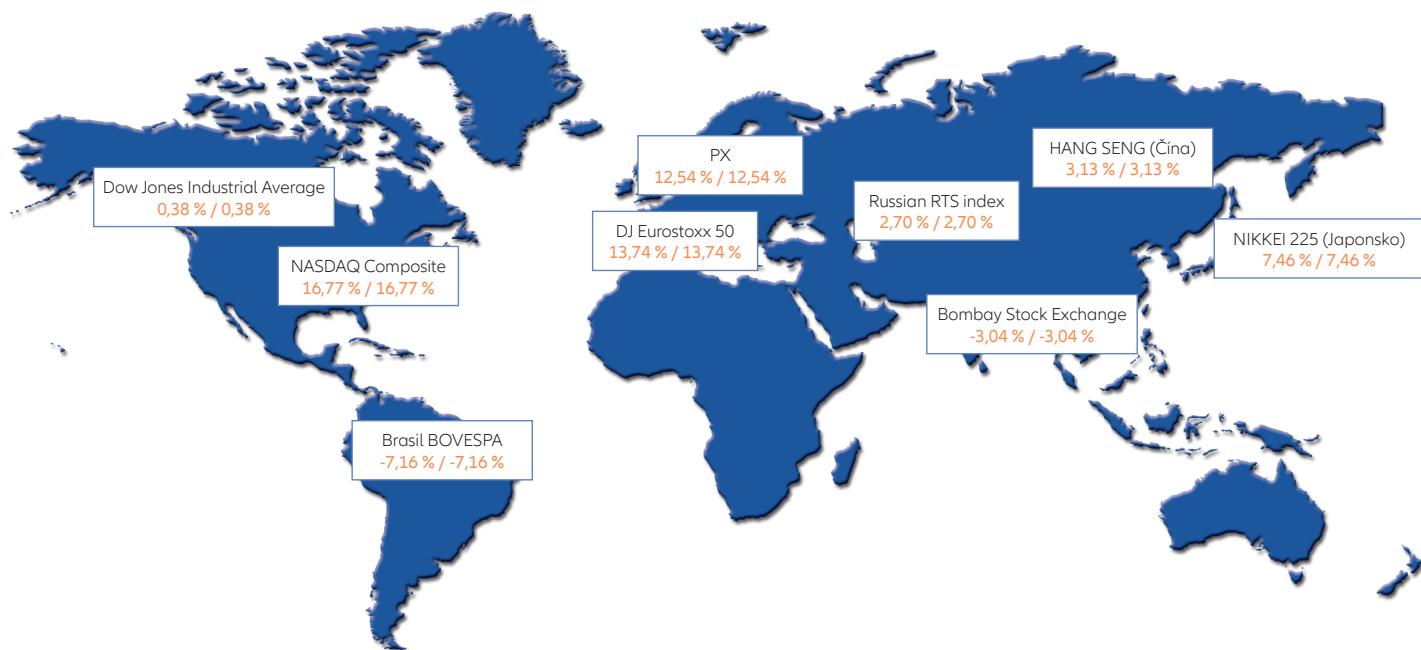 PX
12,54 % / 12,54 %
HANG SENG (Čína)
3,13 % / 3,13 %
Dow Jones Industrial Average
0,38 % / 0,38 %
Russian RTS index
2,70 % / 2,70 %
DJ Eurostoxx 50
13,74 % / 13,74 %
NIKKEI 225 (Japonsko)
7,46 % / 7,46 %
NASDAQ Composite
16,77 % / 16,77 %
Bombay Stock Exchange
-3,04 % / -3,04 %
Brasil BOVESPA
-7,16 % / -7,16 %